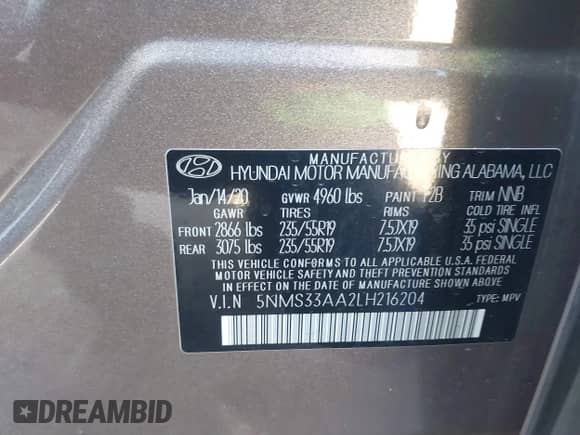 MANUFACTURED BY
HYUNDAI MOTOR MANUFACTURING ALABAMA, LLC
Jan/14/20 GVWR 4960 lbs PAINT P2B TRIM NNB
GAWR TIRES RIMS COLD TIRE INFL
FRONT 2866 lbs 235/55R19 7.5JX19 35 psi SINGLE
REAR 3075 lbs 235/55R19 7.5JX19 35 psi SINGLE
THIS VEHICLE CONFORMS TO ALL APPLICABLE U.S.A. FEDERAL
MOTOR VEHICLE SAFETY AND THEFT PREVENTION STANDARDS
IN EFFECT ON THE DATE OF MANUFACTURE SHOWN ABOVE.
V.I.N 5NMS33AA2LH216204 TYPE: MPV
DREAMBID